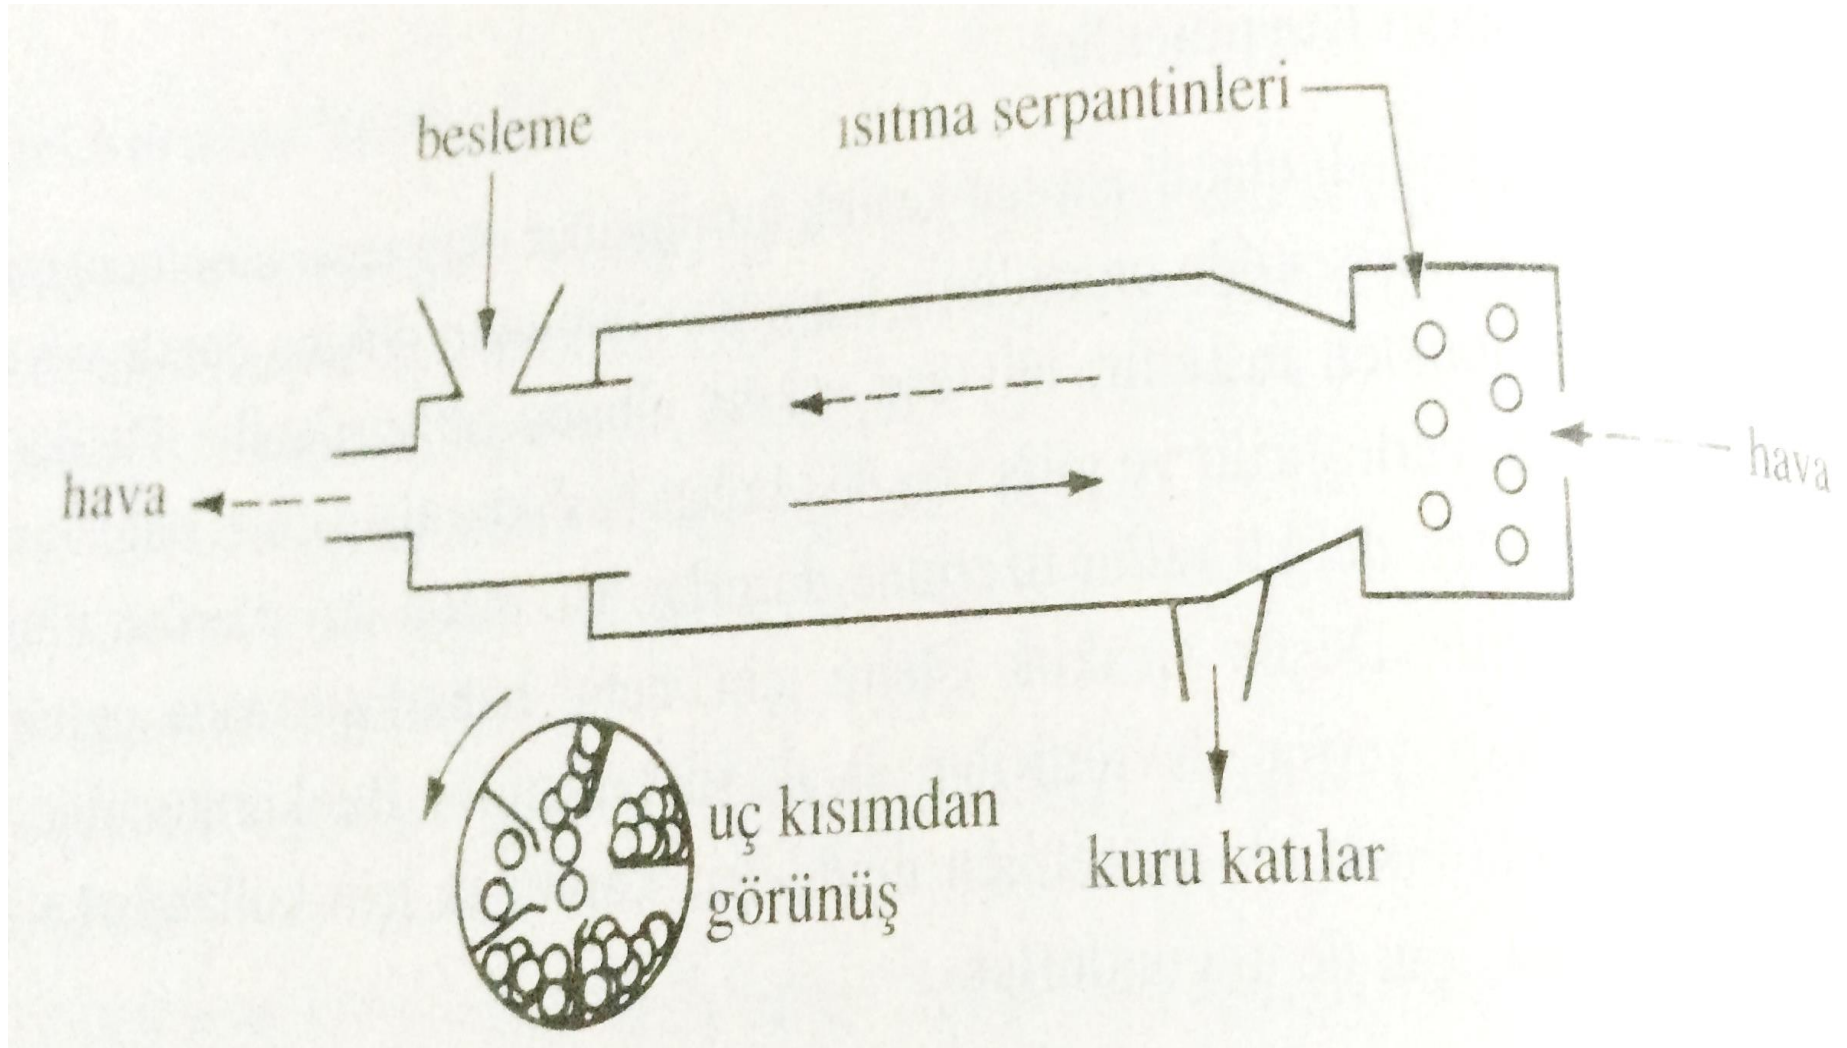 besleme
ısıtma serpantinleri
hava
hava
uç kısımdan
görünüş
kuru katılar